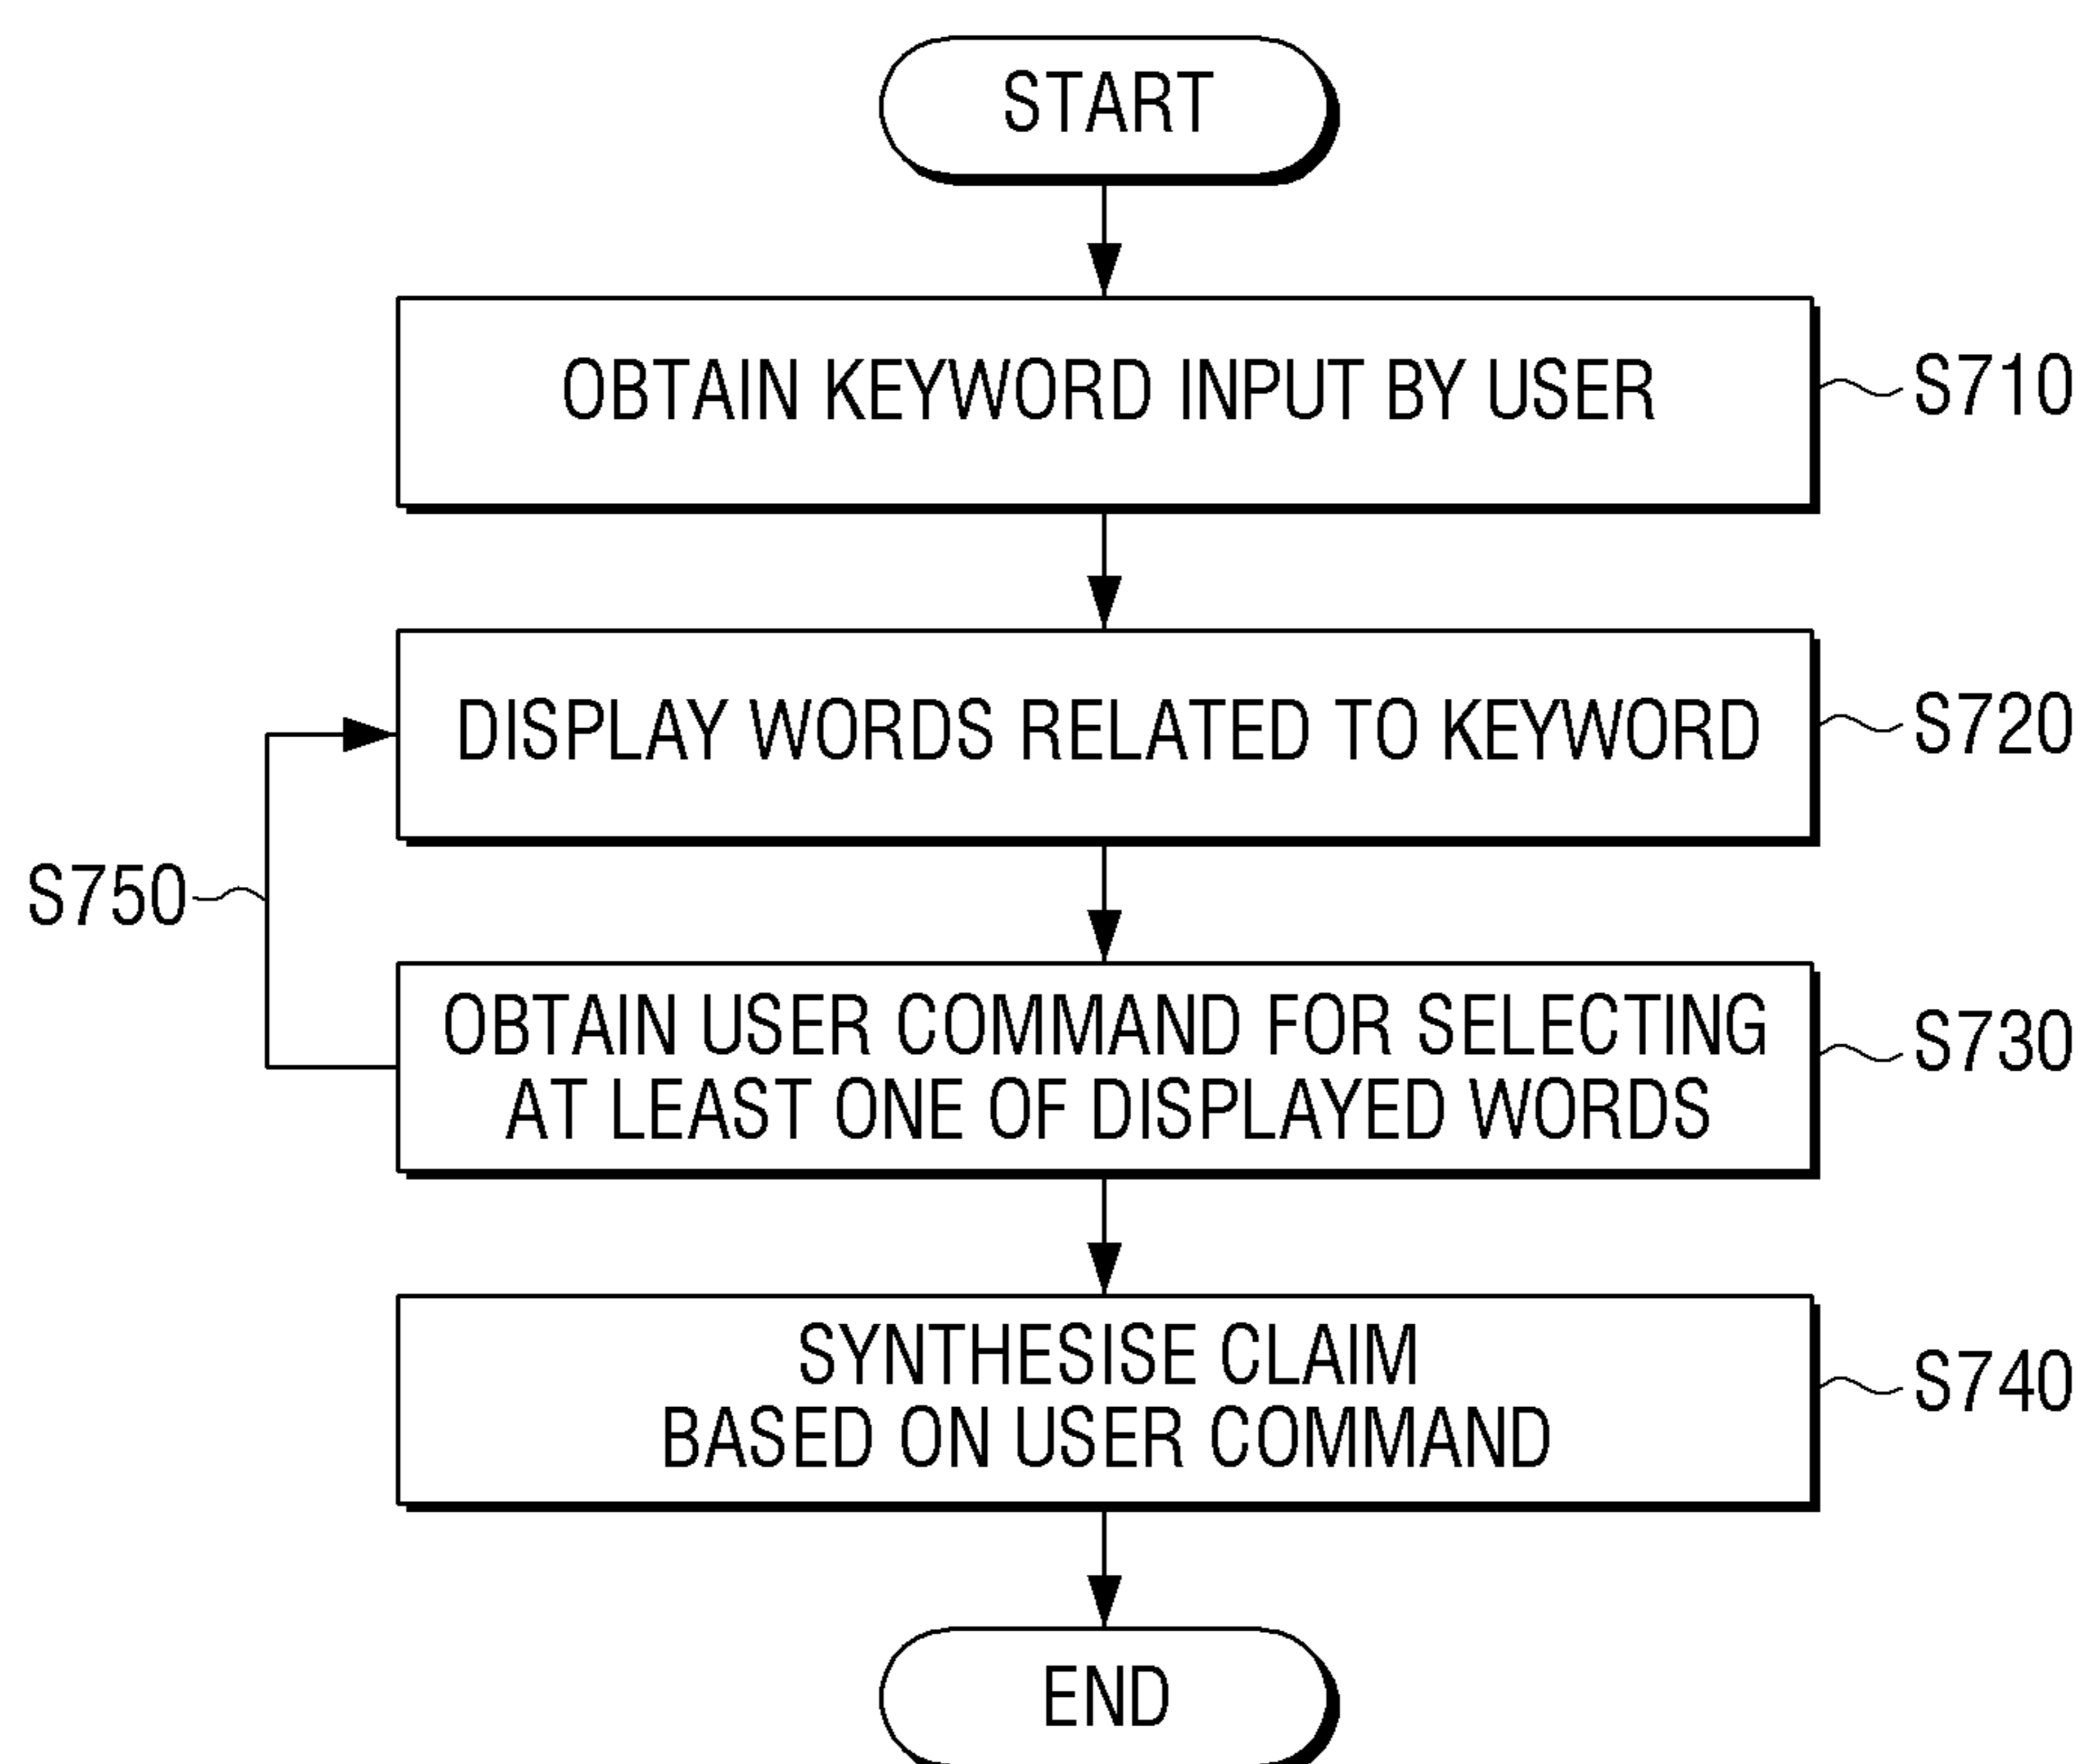 START
OBTAIN KEYWORD INPUT BY USER
S710
DISPLAY WORDS RELATED TO KEYWORD
S720
S750
OBTAIN USER COMMAND FOR SELECTING
AT LEAST ONE OF DISPLAYED WORDS
S730
SYNTHESISE CLAIM
BASED ON USER COMMAND
S740
END